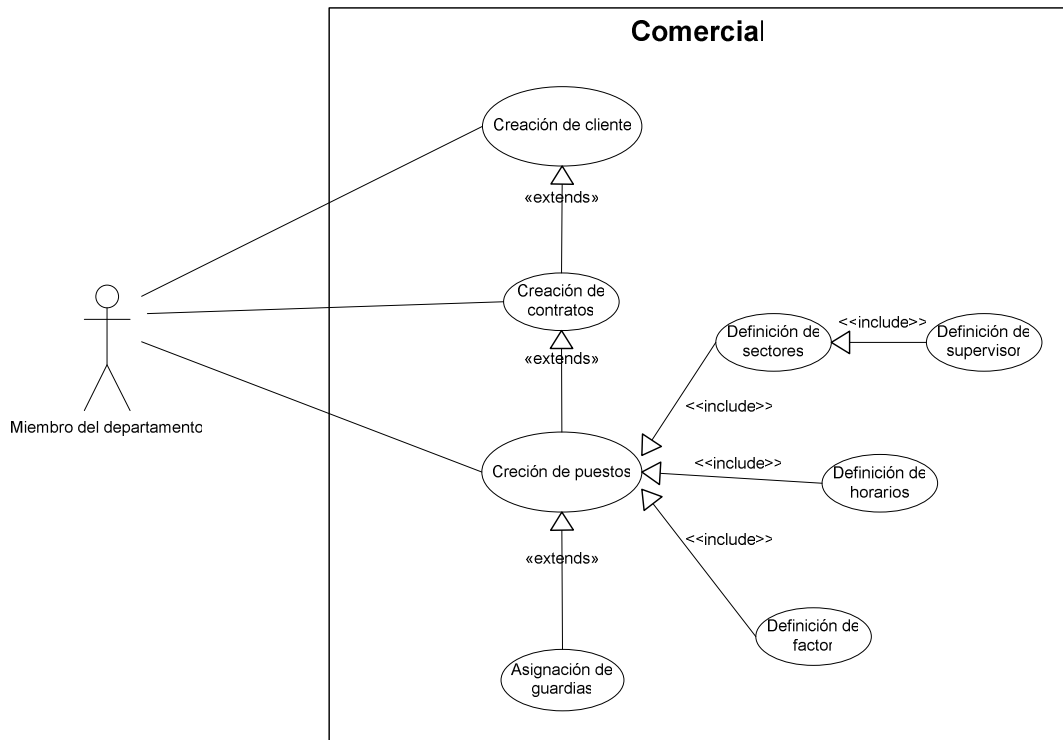 Comercial
Creación de cliente
«extends»
Creación de
contratos
«extends»
Definición de
sectores
<<include>>
Definición de
supervisor
Miembro del departamento
<<include>>
Creción de puestos
<<include>>
Definición de
horarios
«extends»
<<include>>
Definición de
factor
Asignación de
guardias